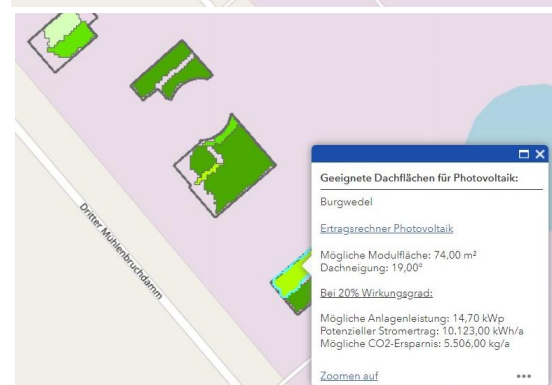 Dritter Mühlenbruchdamm
Geeignete Dachflächen für Photovoltaik:
Burgwedel
Ertragsrechner Photovoltaik
Mögliche Modulfläche: 74,00 m²
Dachneigung: 19,00°
Bei 20% Wirkungsgrad:
Mögliche Anlagenleistung: 14,70 kWp
Potenzieller Stromertrag: 10.123,00 kWh/a
Mögliche CO2-Ersparnis: 5.506,00 kg/a
Zoomen auf